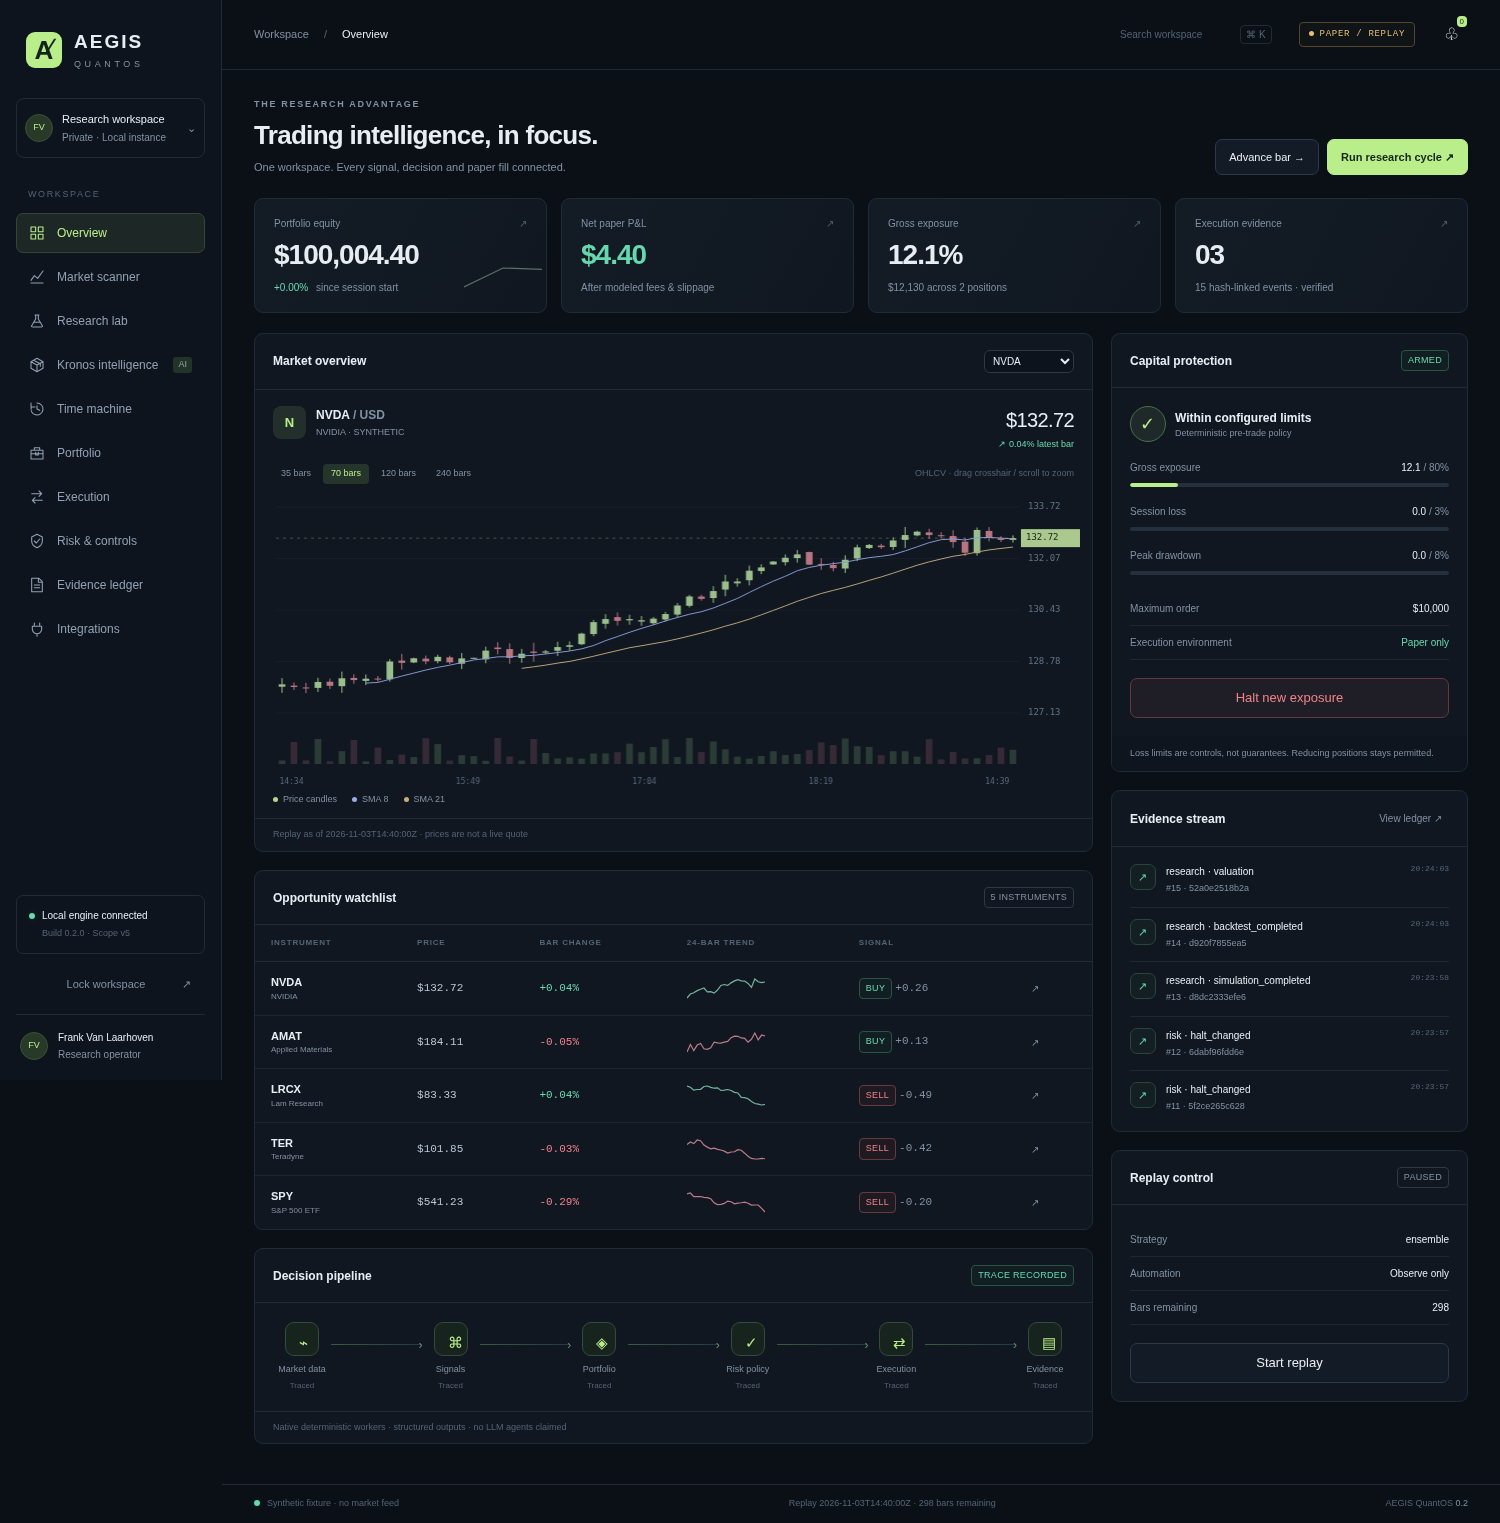 AEGIS
QUANTOS
FV
Research workspace
Private · Local instance
WORKSPACE
Overview
Market scanner
Research lab
Kronos intelligence AI
Time machine
Portfolio
Execution
Risk & controls
Evidence ledger
Integrations
Local engine connected
Build 0.2.0 · Scope v5
Lock workspace ↗
FV
Frank Van Laarhoven
Research operator
Workspace / Overview
Search workspace ⌘ K
PAPER / REPLAY
0
THE RESEARCH ADVANTAGE
Trading intelligence, in focus.
One workspace. Every signal, decision and paper fill connected.
Advance bar →
Run research cycle ↗
Portfolio equity ↗
$100,004.40
+0.00% since session start
Net paper P&L ↗
$4.40
After modeled fees & slippage
Gross exposure ↗
12.1%
$12,130 across 2 positions
Execution evidence ↗
03
15 hash-linked events · verified
Market overview
NVDA
N
NVDA / USD
NVIDIA · SYNTHETIC
$132.72
↗ 0.04% latest bar
35 bars 70 bars 120 bars 240 bars
OHLCV · drag crosshair / scroll to zoom
133.72
132.72
132.07
130.43
128.78
127.13
14:34 15:49 17:04 18:19 14:39
Price candles SMA 8 SMA 21
Replay as of 2026-11-03T14:40:00Z · prices are not a live quote
Opportunity watchlist
5 INSTRUMENTS
INSTRUMENT PRICE BAR CHANGE 24-BAR TREND SIGNAL
NVDA
NVIDIA
$132.72 +0.04% BUY +0.26 ↗
AMAT
Applied Materials
$184.11 -0.05% BUY +0.13 ↗
LRCX
Lam Research
$83.33 +0.04% SELL -0.49 ↗
TER
Teradyne
$101.85 -0.03% SELL -0.42 ↗
SPY
S&P 500 ETF
$541.23 -0.29% SELL -0.20 ↗
Decision pipeline
TRACE RECORDED
Market data Signals Portfolio Risk policy Execution Evidence
Traced Traced Traced Traced Traced Traced
Native deterministic workers · structured outputs · no LLM agents claimed
Capital protection
ARMED
Within configured limits
Deterministic pre-trade policy
Gross exposure 12.1 / 80%
Session loss 0.0 / 3%
Peak drawdown 0.0 / 8%
Maximum order $10,000
Execution environment Paper only
Halt new exposure
Loss limits are controls, not guarantees. Reducing positions stays permitted.
Evidence stream
View ledger ↗
research · valuation 20:24:03
#15 · 52a0e2518b2a
research · backtest_completed 20:24:03
#14 · d920f7855ea5
research · simulation_completed 20:23:58
#13 · d8dc2333efe6
risk · halt_changed 20:23:57
#12 · 6dabf96fdd6e
risk · halt_changed 20:23:57
#11 · 5f2ce265c628
Replay control
PAUSED
Strategy ensemble
Automation Observe only
Bars remaining 298
Start replay
Synthetic fixture · no market feed
Replay 2026-11-03T14:40:00Z · 298 bars remaining
AEGIS QuantOS 0.2